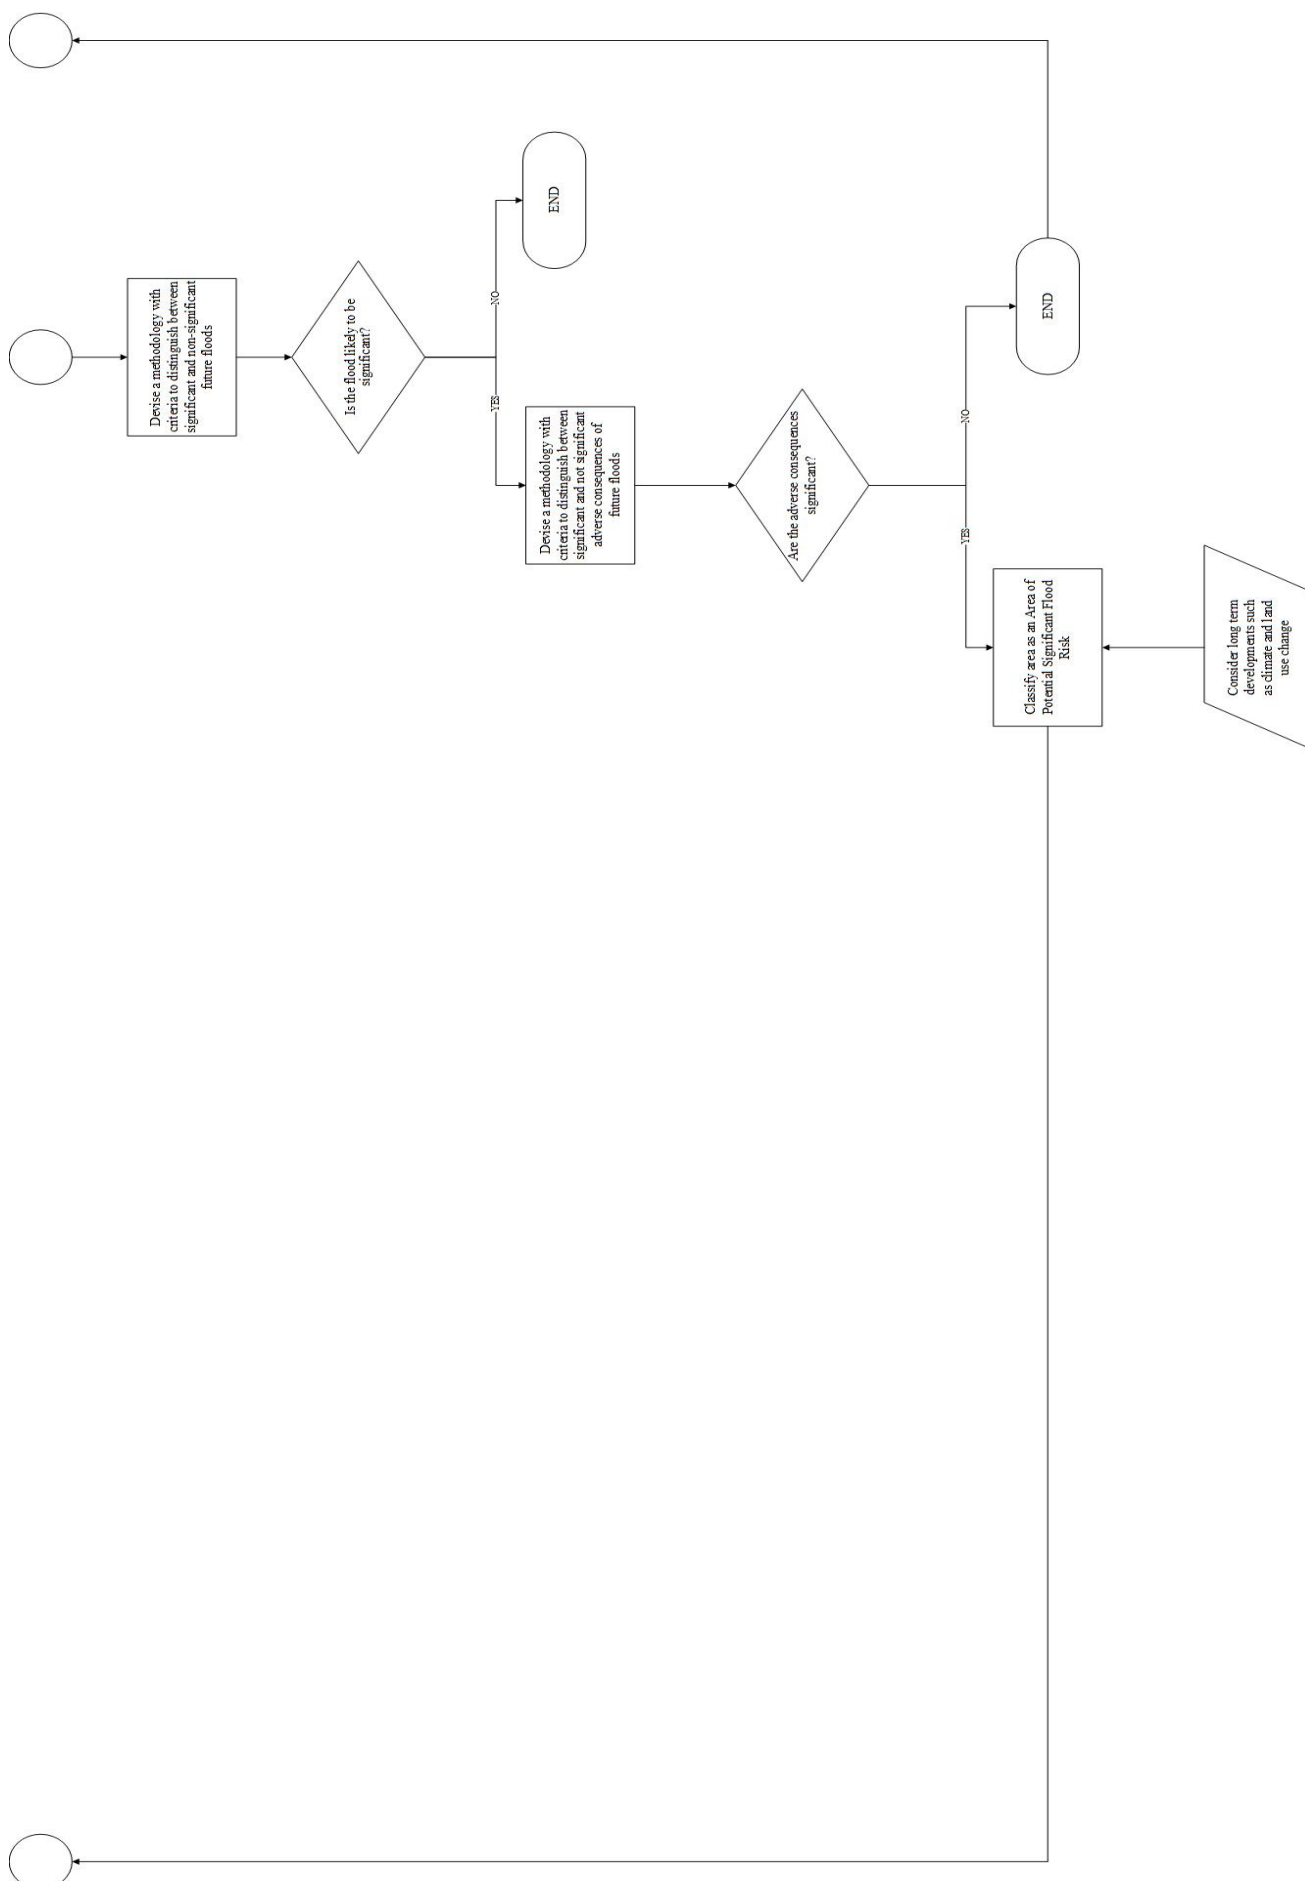 Devise a methodology with
criteria to distinguish between
significant and non-significant
future floods
Is the flood likely to be
significant?
NO
END
YES
Devise a methodology with
criteria to distinguish between
significant and not significant
adverse consequences of
future floods
Are the adverse consequences
significant?
NO
END
YES
Classify area as an Area of
Potential Significant Flood
Risk
Consider long term
developments such
as climate and land
use change